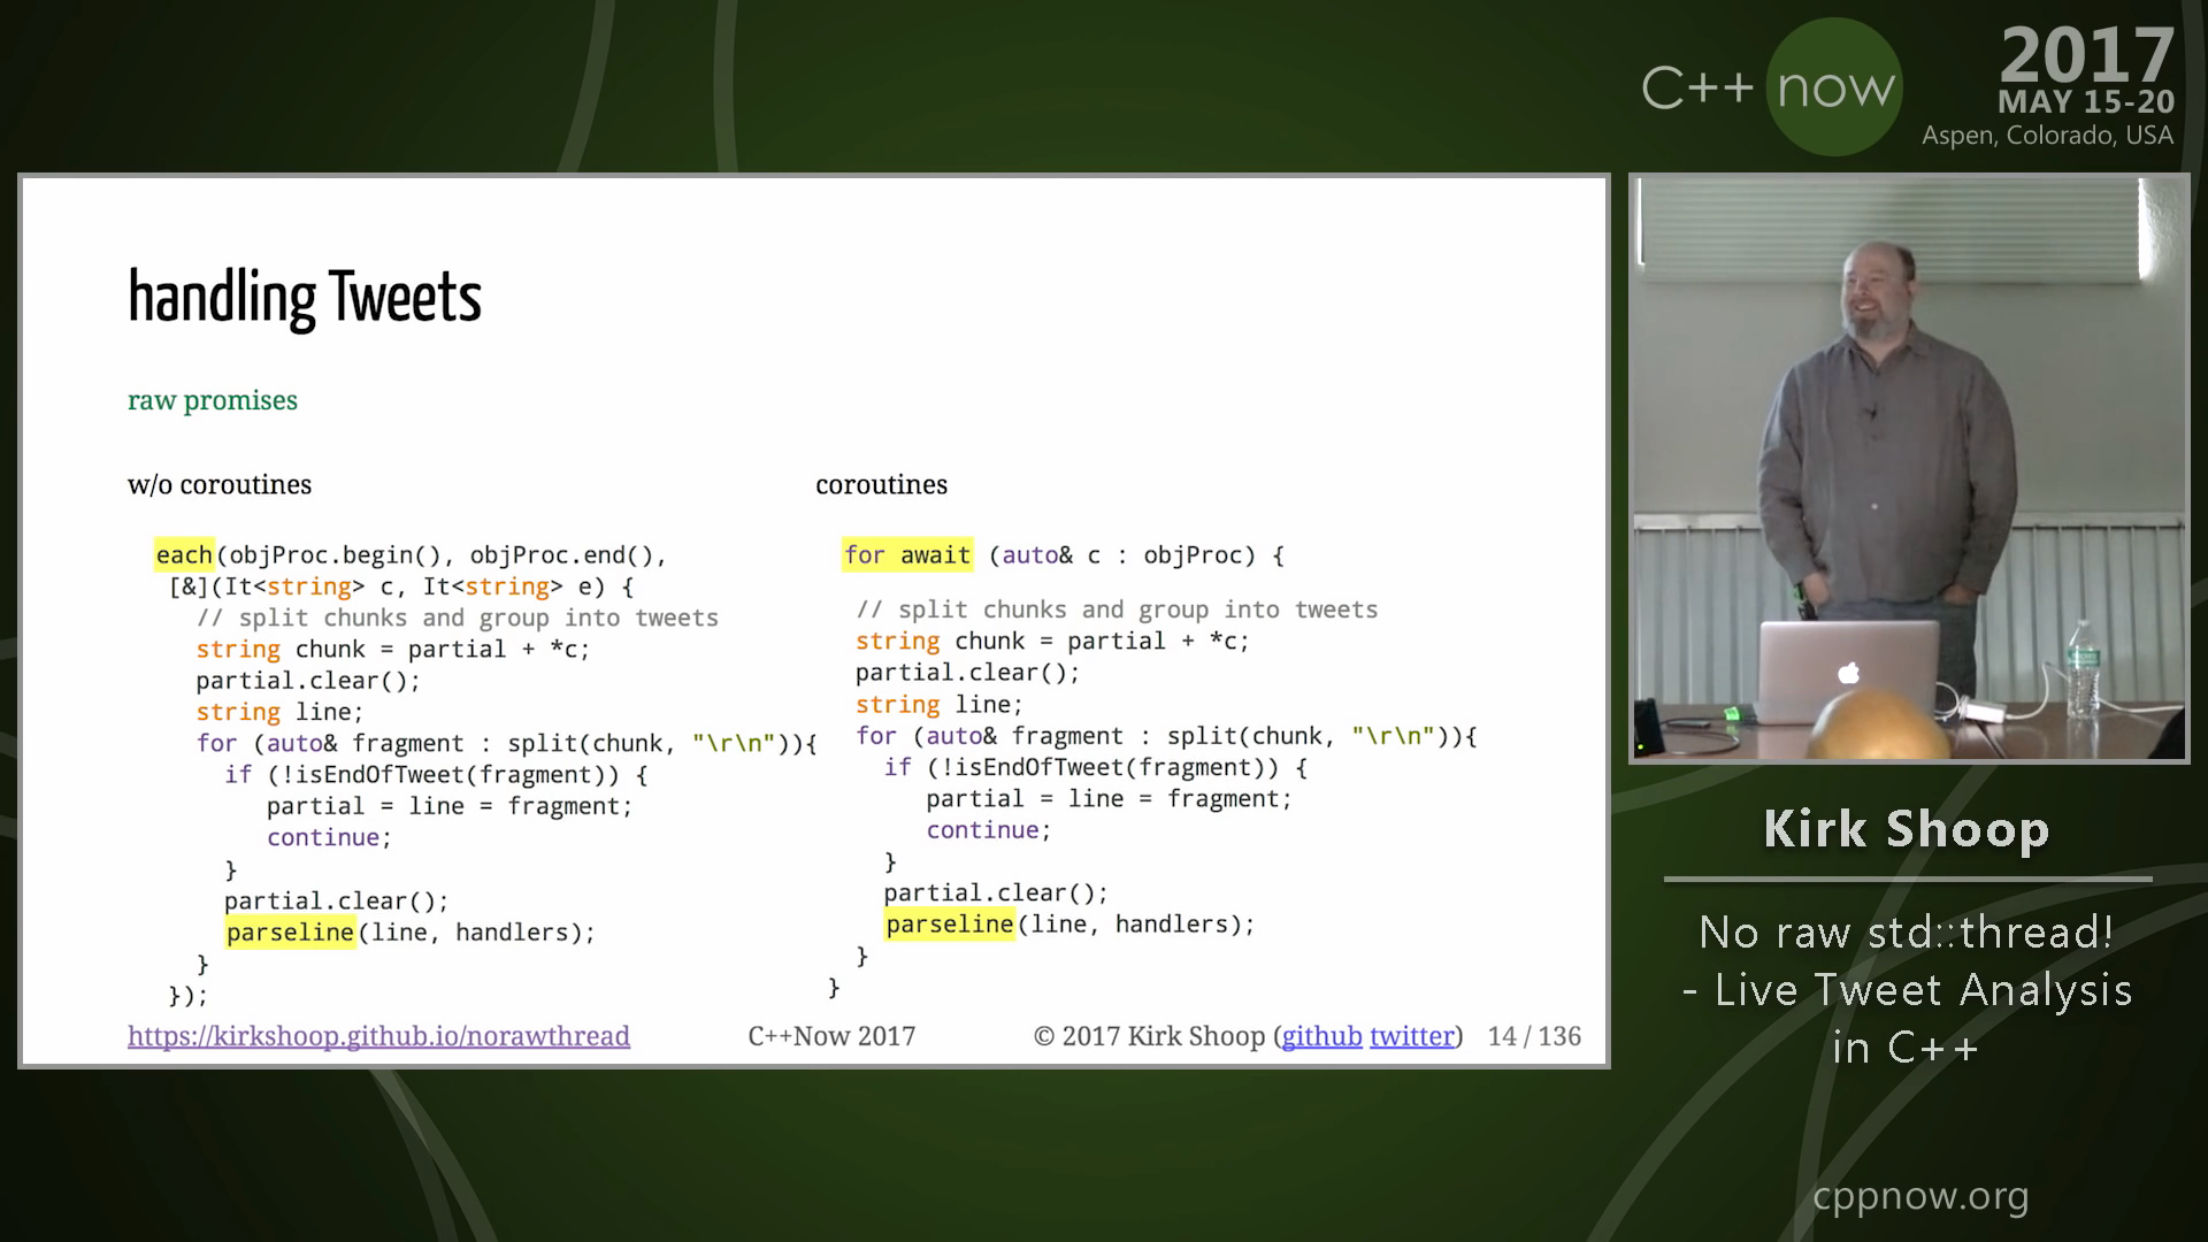 C++ now
2017
MAY 15-20
Aspen, Colorado, USA
handling Tweets
raw promises
w/o coroutines
each(objProc.begin(), objProc.end(),
[&](It<string> c, It<string> e) {
// split chunks and group into tweets
string chunk = partial + *c;
partial.clear();
string line;
for (auto& fragment : split(chunk, "\r\n")){
if (!isEndOfTweet(fragment)) {
partial = line = fragment;
continue;
}
partial.clear();
parseline(line, handlers);
}
});
coroutines
for await (auto& c : objProc) {
// split chunks and group into tweets
string chunk = partial + *c;
partial.clear();
string line;
for (auto& fragment : split(chunk, "\r\n")){
if (!isEndOfTweet(fragment)) {
partial = line = fragment;
continue;
}
partial.clear();
parseline(line, handlers);
}
}
https://kirkshoop.github.io/norawthread
C++Now 2017
© 2017 Kirk Shoop (github twitter)
14 / 136
Kirk Shoop
No raw std::thread!
- Live Tweet Analysis
in C++
cppnow.org